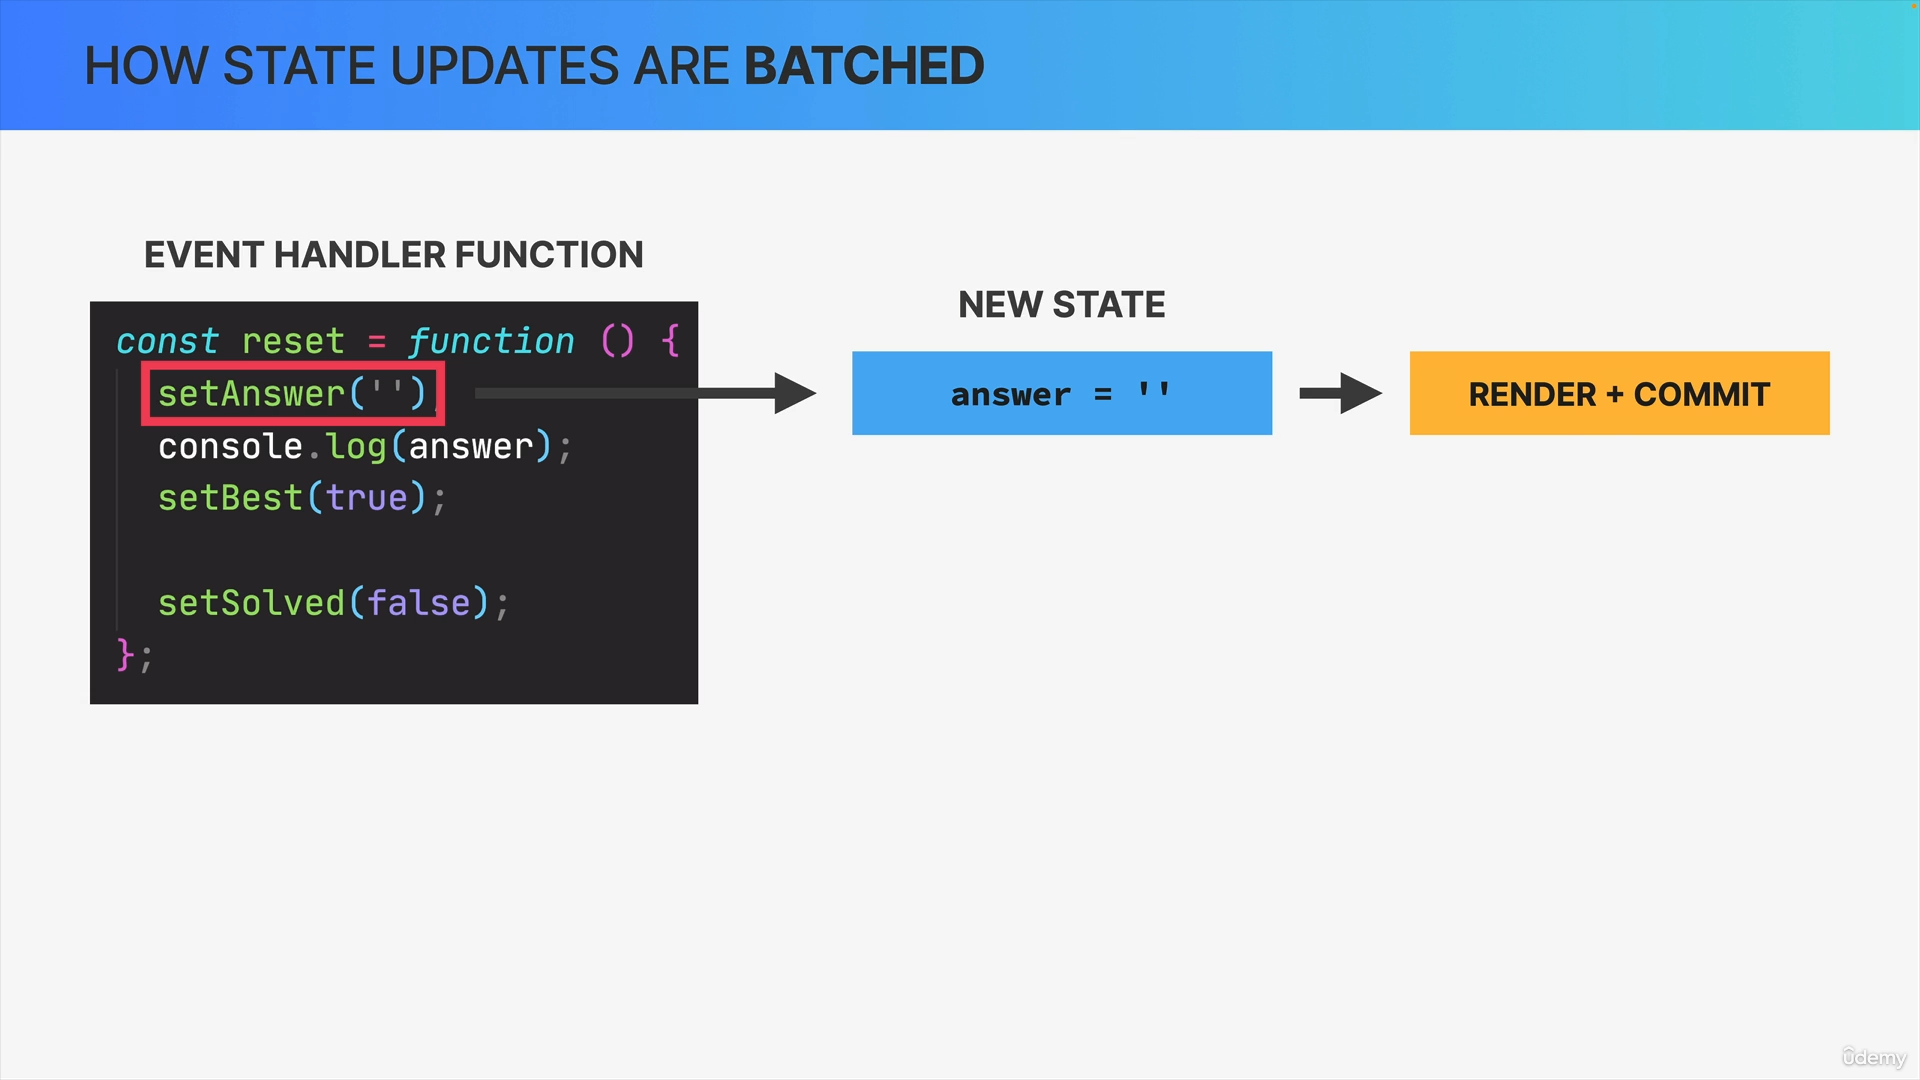 HOW STATE UPDATES ARE BATCHED
EVENT HANDLER FUNCTION
const reset = function () {
setAnswer('')
console.log(answer);
setBest(true);
setSolved(false);
};
NEW STATE
answer = ''
RENDER + COMMIT
ûdemy